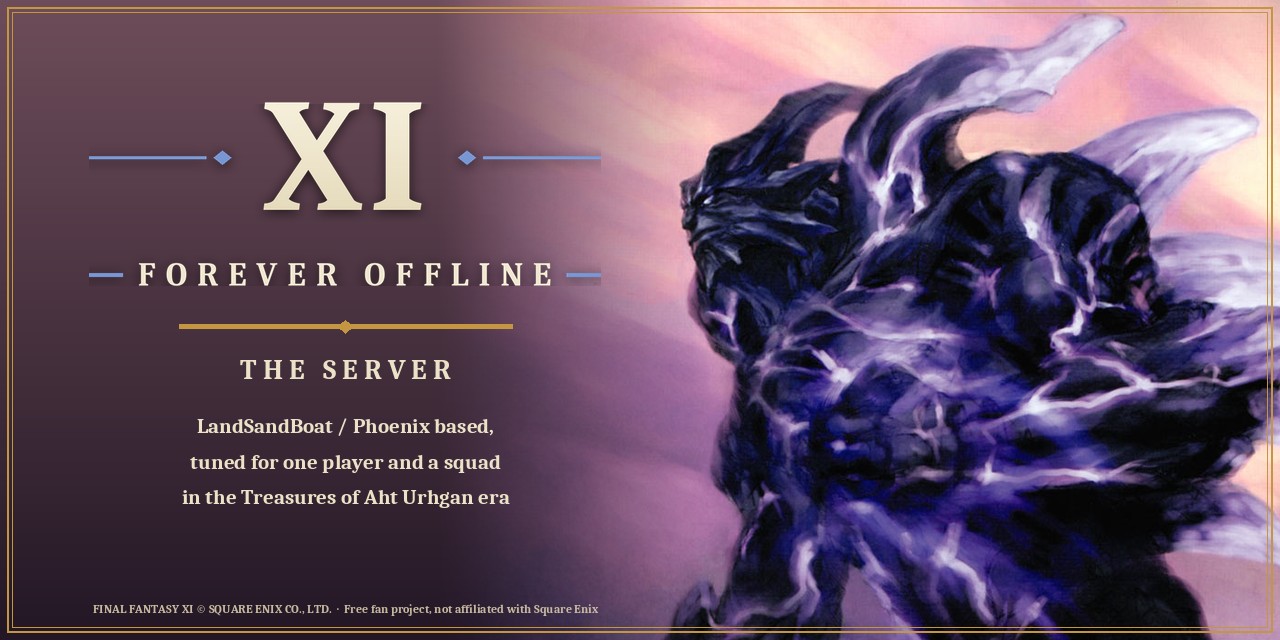 XI
FOREVER OFFLINE
THE SERVER
LandSandBoat / Phoenix based,
tuned for one player and a squad
in the Treasures of Aht Urhgan era
FINAL FANTASY XI © SQUARE ENIX CO., LTD. · Free fan project, not affiliated with Square Enix